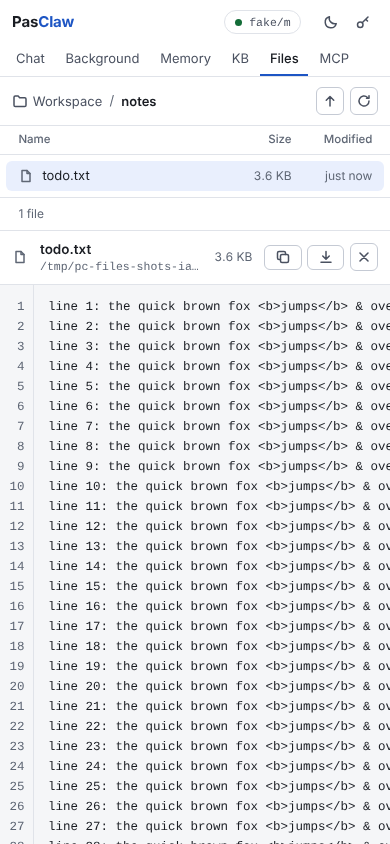 PasClaw
fake/m
Chat Background Memory KB Files MCP
Workspace / notes
Name Size Modified
todo.txt 3.6 KB just now
1 file
todo.txt
/tmp/pc-files-shots-ia… 3.6 KB
1 line 1: the quick brown fox <b>jumps</b> & ove
2 line 2: the quick brown fox <b>jumps</b> & ove
3 line 3: the quick brown fox <b>jumps</b> & ove
4 line 4: the quick brown fox <b>jumps</b> & ove
5 line 5: the quick brown fox <b>jumps</b> & ove
6 line 6: the quick brown fox <b>jumps</b> & ove
7 line 7: the quick brown fox <b>jumps</b> & ove
8 line 8: the quick brown fox <b>jumps</b> & ove
9 line 9: the quick brown fox <b>jumps</b> & ove
10 line 10: the quick brown fox <b>jumps</b> & ov
11 line 11: the quick brown fox <b>jumps</b> & ov
12 line 12: the quick brown fox <b>jumps</b> & ov
13 line 13: the quick brown fox <b>jumps</b> & ov
14 line 14: the quick brown fox <b>jumps</b> & ov
15 line 15: the quick brown fox <b>jumps</b> & ov
16 line 16: the quick brown fox <b>jumps</b> & ov
17 line 17: the quick brown fox <b>jumps</b> & ov
18 line 18: the quick brown fox <b>jumps</b> & ov
19 line 19: the quick brown fox <b>jumps</b> & ov
20 line 20: the quick brown fox <b>jumps</b> & ov
21 line 21: the quick brown fox <b>jumps</b> & ov
22 line 22: the quick brown fox <b>jumps</b> & ov
23 line 23: the quick brown fox <b>jumps</b> & ov
24 line 24: the quick brown fox <b>jumps</b> & ov
25 line 25: the quick brown fox <b>jumps</b> & ov
26 line 26: the quick brown fox <b>jumps</b> & ov
27 line 27: the quick brown fox <b>jumps</b> & ov